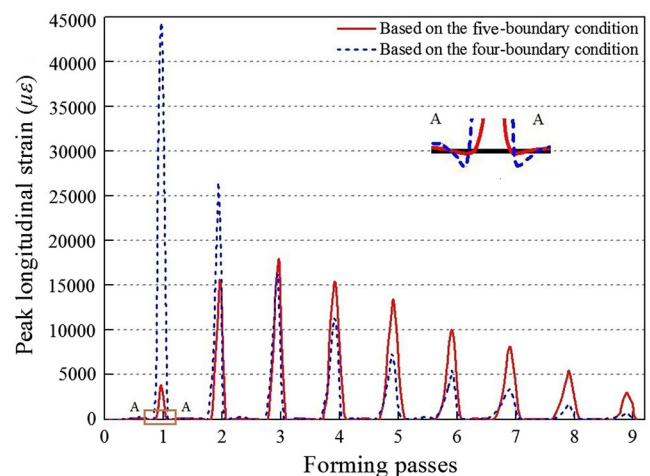 Based on the five-boundary condition
Based on the four-boundary condition
Peak longitudinal strain (με)
45000
40000
35000
30000
25000
20000
15000
10000
5000
0
A A
A A
0 1 2 3 4 5 6 7 8 9
Forming passes